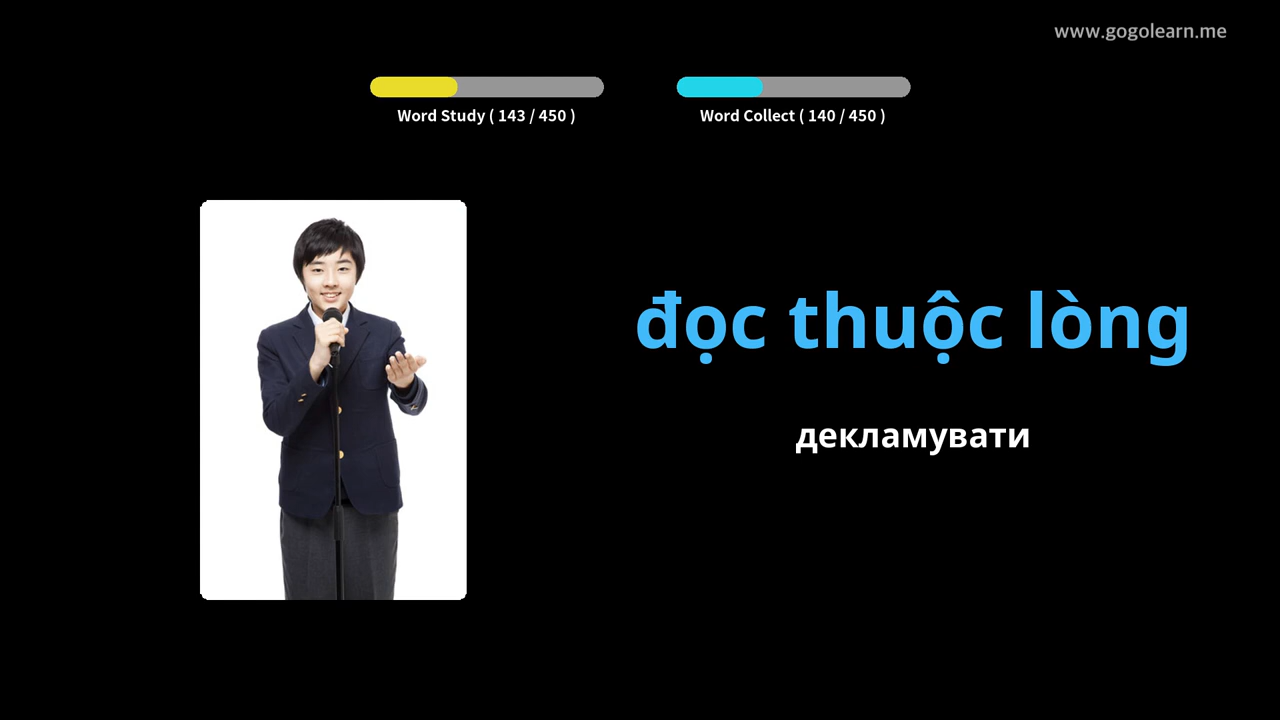 www.gogolearn.me
Word Study ( 143 / 450 )
Word Collect ( 140 / 450 )
đọc thuộc lòng
декламувати